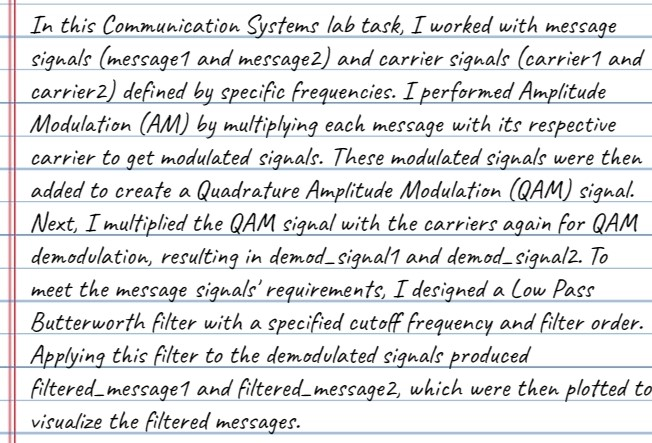 In this Communication Systems lab task, I worked with message
signals (message1 and message2) and carrier signals (carrier1 and
carrier2) defined by specific frequencies. I performed Amplitude
Modulation (AM) by multiplying each message with its respective
carrier to get modulated signals. These modulated signals were then
added to create a Quadrature Amplitude Modulation (QAM) signal.
Next, I multiplied the QAM signal with the carriers again for QAM
demodulation, resulting in demod_signal1 and demod_signal2. To
meet the message signals' requirements, I designed a Low Pass
Butterworth filter with a specified cutoff frequency and filter order.
Applying this filter to the demodulated signals produced
filtered_message1 and filtered_message2, which were then plotted to
visualize the filtered messages.